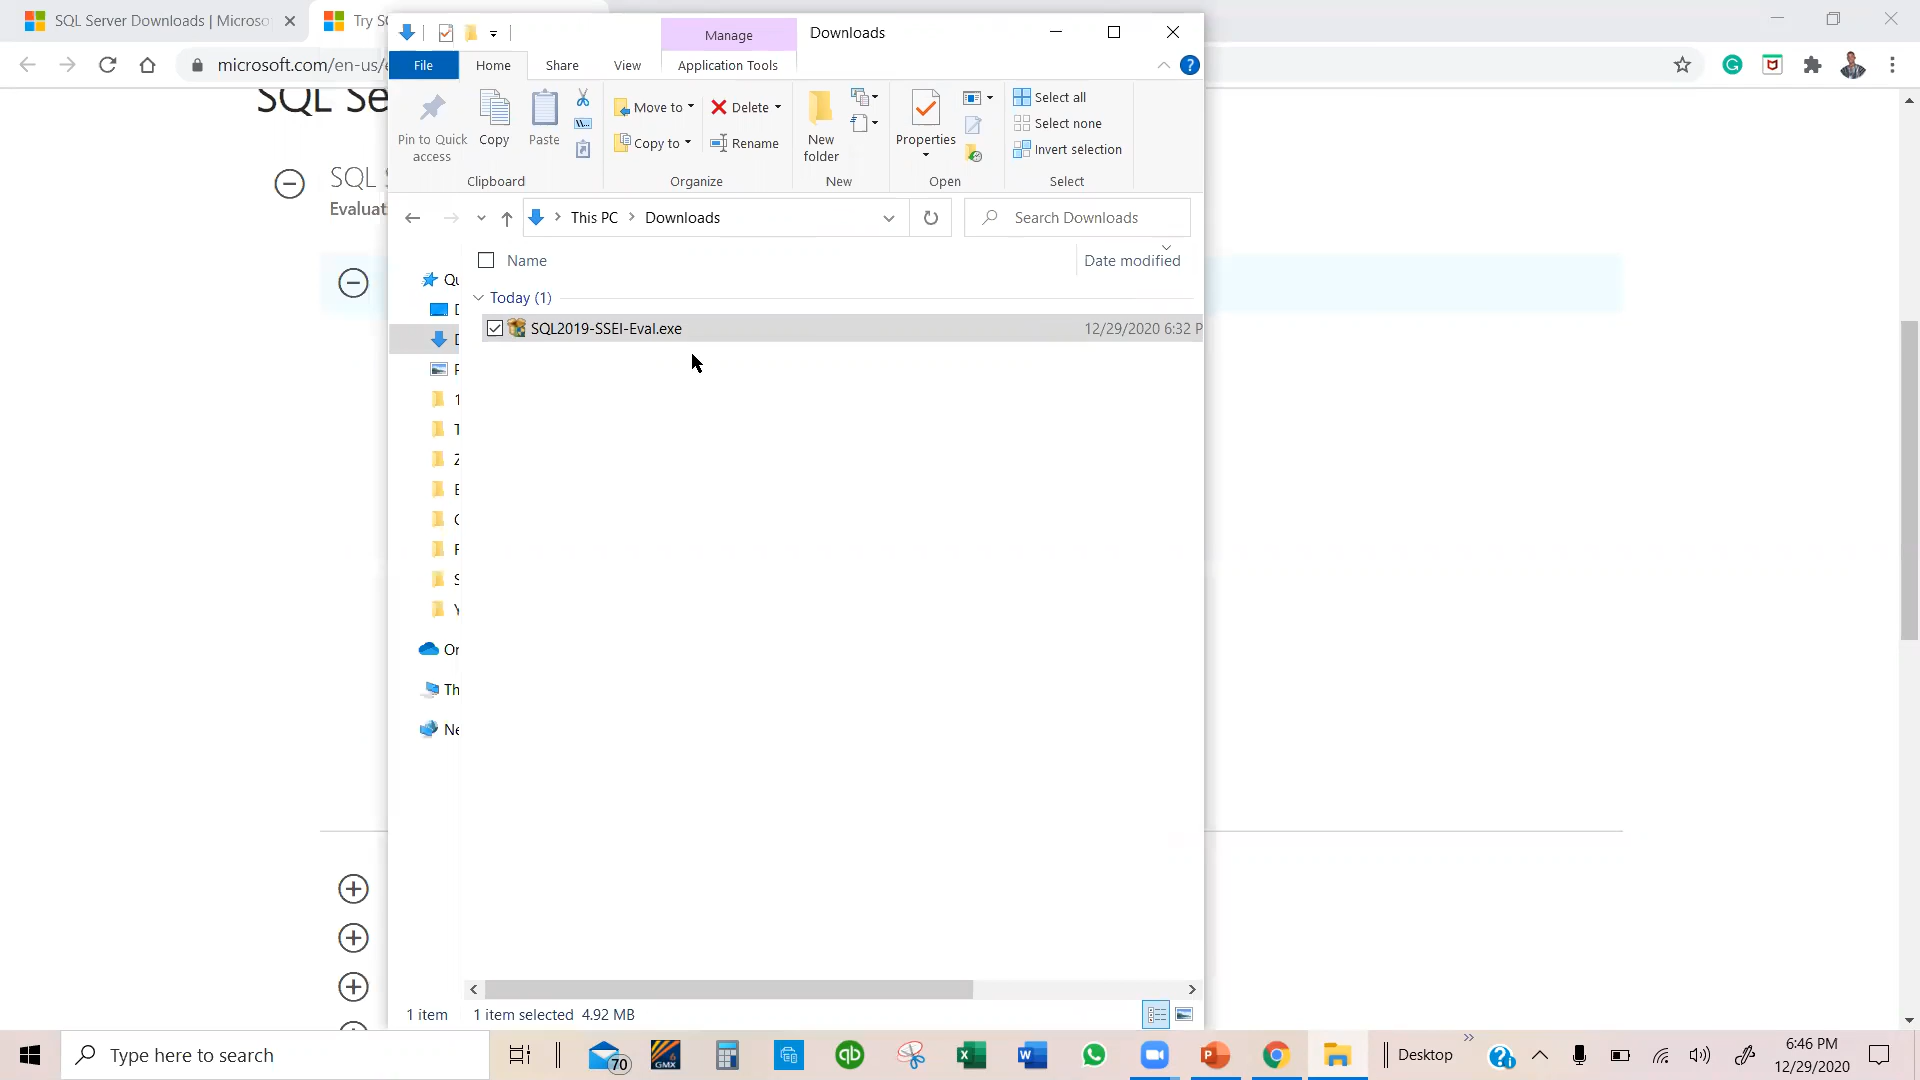 SQL Server Downloads | Microso
Try S
Manage
Downloads
File
Home
Share
View
Application Tools
microsoft.com/en-us/
SQL Se
Pin to Quick
access
Copy
Paste
Move to
Copy to
Delete
Rename
New
folder
Properties
Select all
Select none
Invert selection
Clipboard
Organize
New
Open
Select
SQL S
Evaluat
This PC
Downloads
Search Downloads
Name
Date modified
Today (1)
SQL2019-SSEI-Eval.exe
12/29/2020 6:32 P
Qu
1
T
Z
S
Y
Or
Th
Ne
1 item
1 item selected 4.92 MB
Type here to search
70
GMX
Desktop
6:46 PM
12/29/2020